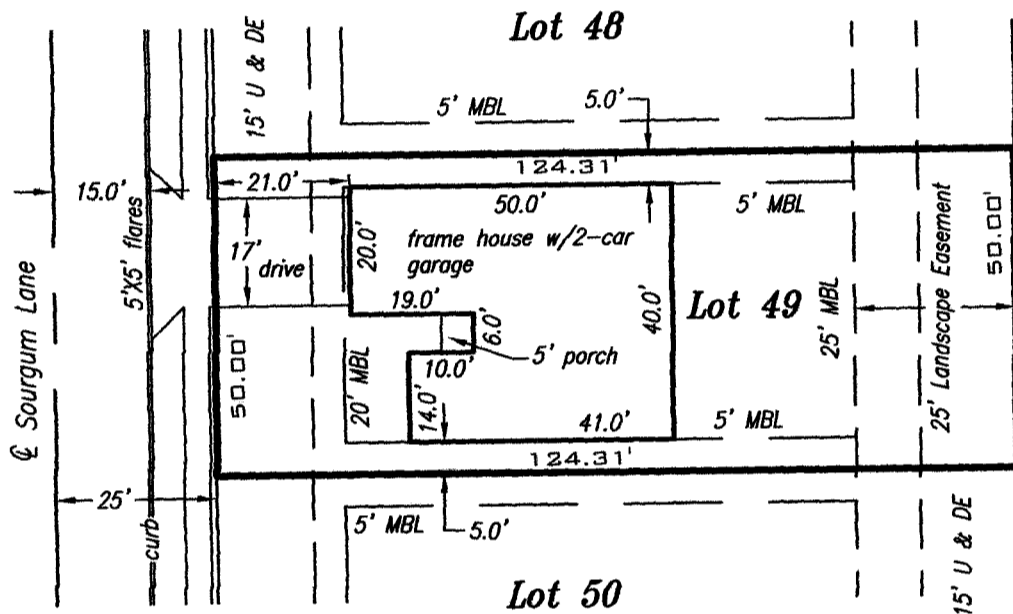 Lot 48
15' U & DE
5' MBL
5.0'
124.31'
15.0'
21.0'
50.0'
5' MBL
5'X5' flares
17'
drive
20.0'
frame house w/2-car
garage
19.0'
6.0'
40.0'
Lot 49
25' MBL
25' Landscape Easement
50.00'
5' porch
10.0'
50.00'
20' MBL
14.0'
41.0'
5' MBL
℄ Sourgum Lane
124.31'
25'
curb
5' MBL
5.0'
15' U & DE
Lot 50